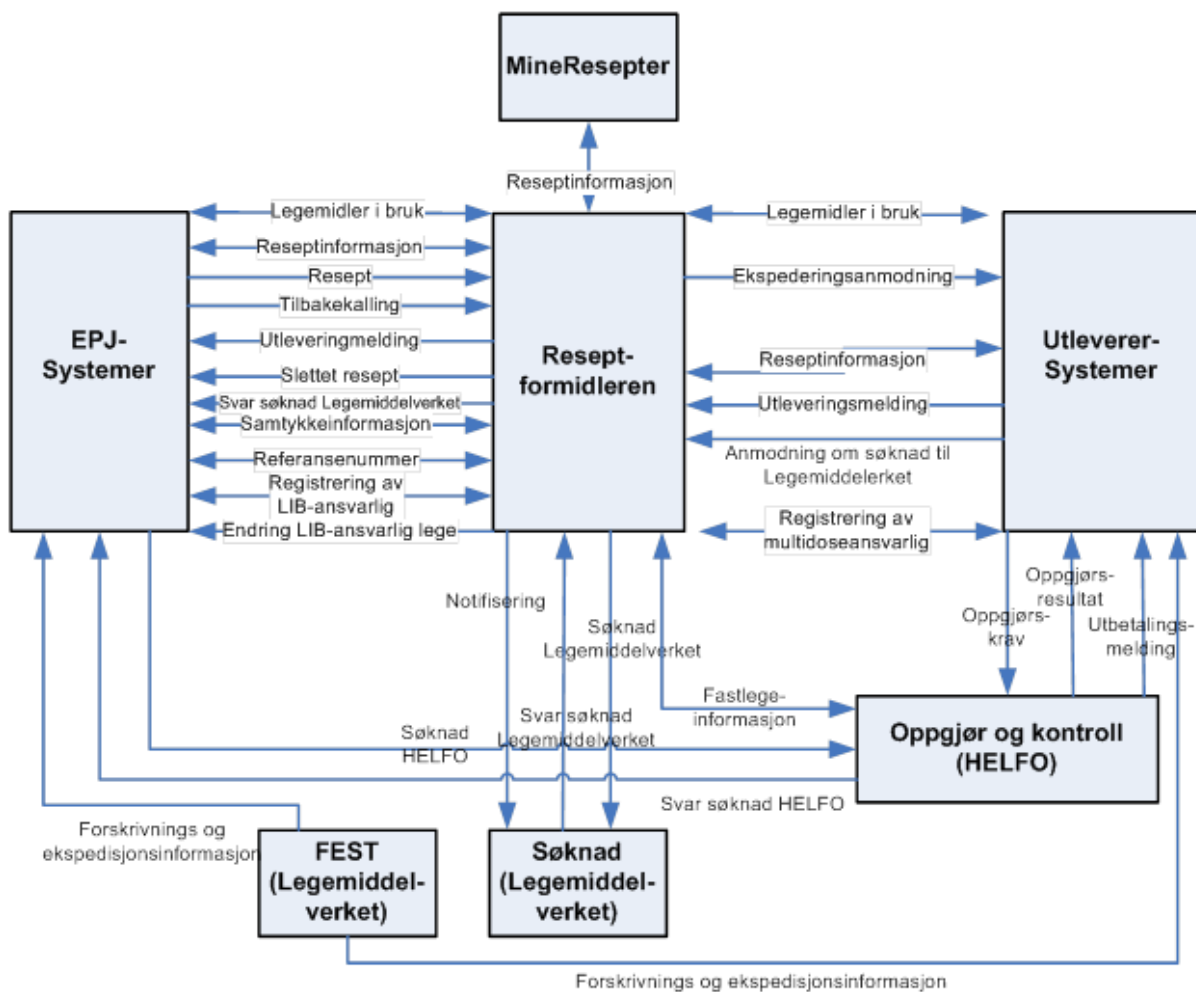 MineResepter
Reseptinformasjon
Legemidler i bruk
Legemidler i bruk
Reseptinformasjon
Resept
Ekspederingsanmodning
Tilbakekalling
EPJ-
Systemer
Utleveringmelding
Resept-
formidleren
Reseptinformasjon
Utleverer-
Systemer
Slettet resept
Svar søknad Legemiddelverket
Utleveringsmelding
Samtykkeinformasjon
Anmodning om søknad til
Legemiddelerket
Referansenummer
Registrering av
LIB-ansvarlig
Registrering av
multidoseansvarlig
Endring LIB-ansvarlig lege
Notifisering
Søknad
Legemiddelverket
Oppgjørs-
krav
Oppgjørs-
resultat
Utbetalings-
melding
Fastlege-
informasjon
Svar søknad
Legemiddelverket
Søknad
HELFO
Oppgjør og kontroll
(HELFO)
Svar søknad HELFO
Forskrivnings og
ekspedisjonsinformasjon
FEST
(Legemiddel-
verket)
Søknad
(Legemiddel-
verket)
Forskrivnings og ekspedisjonsinformasjon